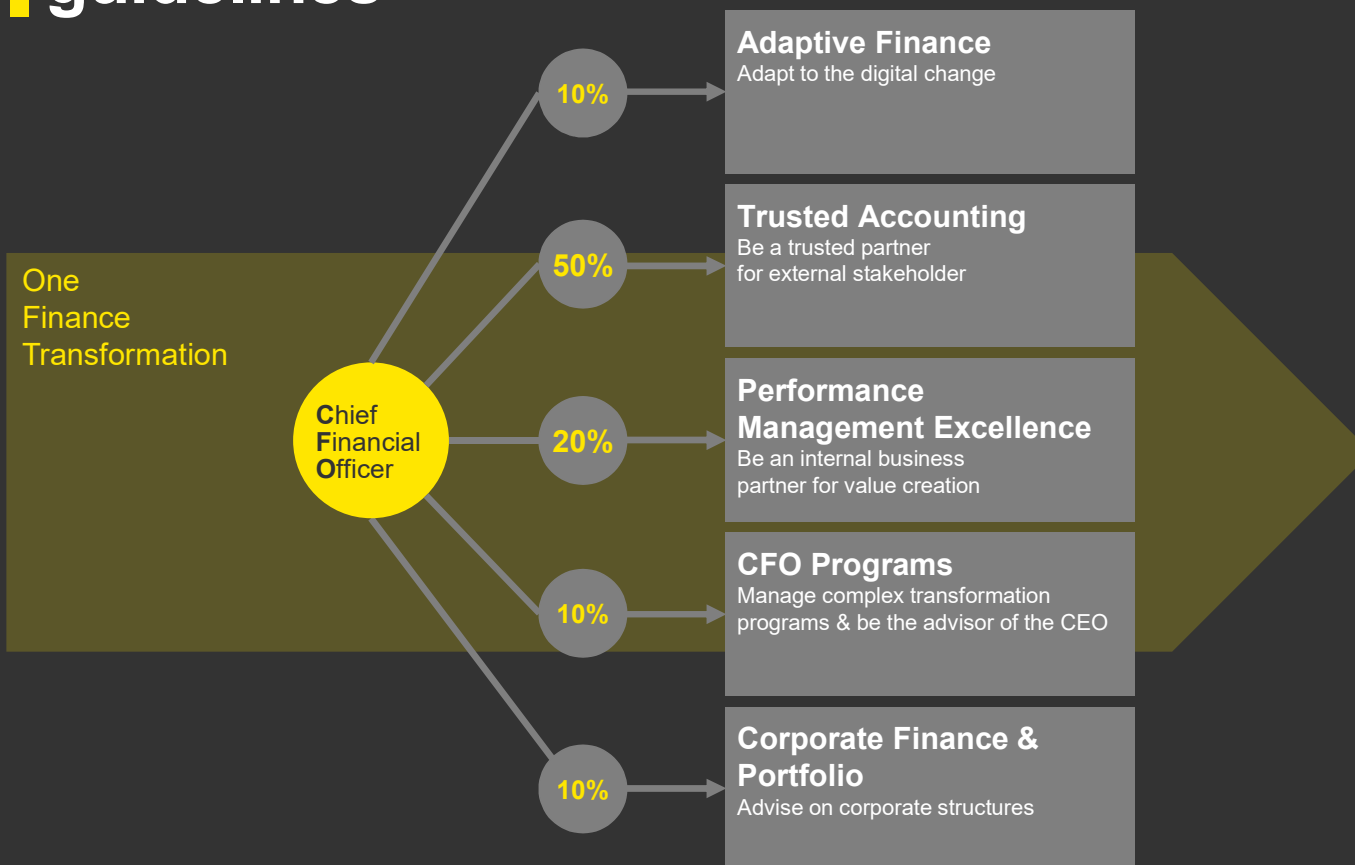 guidelines
10%
Adaptive Finance
Adapt to the digital change
50%
Trusted Accounting
Be a trusted partner
for external stakeholder
One
Finance
Transformation
Chief
Financial
Officer
20%
Performance
Management Excellence
Be an internal business
partner for value creation
10%
CFO Programs
Manage complex transformation
programs & be the advisor of the CEO
10%
Corporate Finance &
Portfolio
Advise on corporate structures